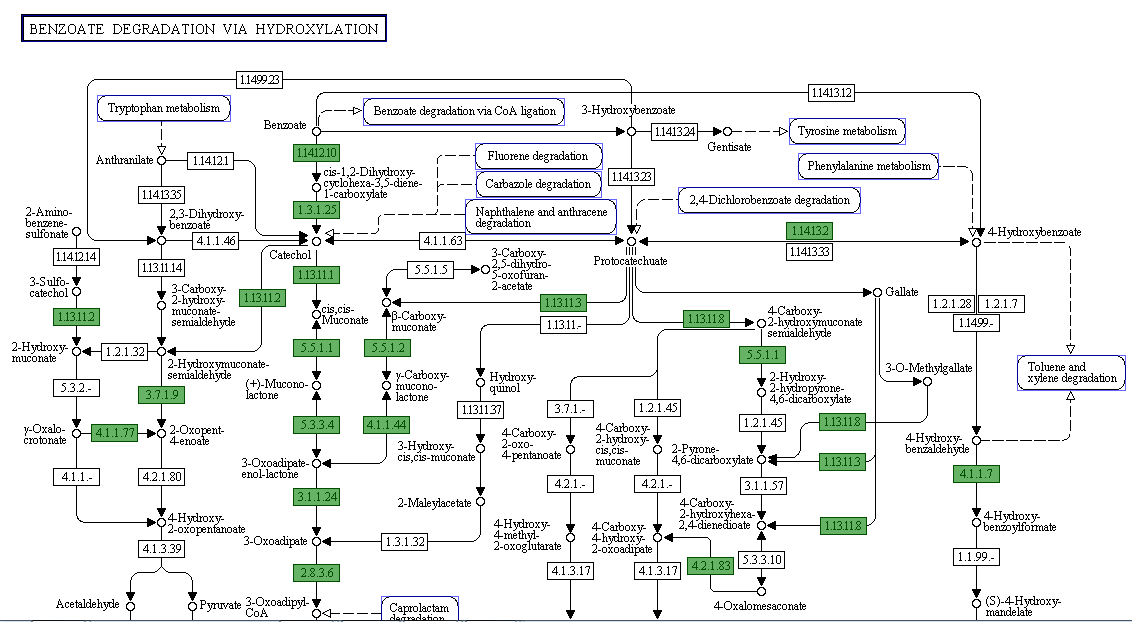 BENZOATE DEGRADATION VIA HYDROXYLATION
1.14.99.23
1.14.13.12
Tryptophan metabolism
Benzoate degradation via CoA ligation
3-Hydroxybenzoate
Benzoate
1.14.13.24
Gentisate
Tyrosine metabolism
Anthranilate
1.14.12.1
1.14.12.10
Fluorene degradation
Phenylalanine metabolism
cis-1,2-Dihydroxy-
cyclohexa-3,5-diene-
1-carboxylate
Carbazole degradation
1.14.13.23
1.14.13.35
2,4-Dichlorobenzoate degradation
2-Amino-
benzene-
sulfonate
2,3-Dihydroxy-
benzoate
1.3.1.25
Naphthalene and anthracene
degradation
1.14.13.2
4-Hydroxybenzoate
4.1.1.46
4.1.1.63
1.14.13.33
1.14.12.14
Catechol
Protocatechuate
1.13.11.14
1.13.11.1
5.5.1.5
3-Carboxy-
2,5-dihydro-
5-oxofuran-
2-acetate
3-Sulfo-
catechol
3-Carboxy-
2-hydroxy-
muconate-
semialdehyde
1.13.11.2
Gallate
1.13.11.3
1.2.1.28
1.2.1.7
1.13.11.2
cis,cis-
Muconate
β-Carboxy-
muconate
1.13.11.-
1.13.11.8
4-Carboxy-
2-hydroxymuconate
semialdehyde
1.14.99.-
2-Hydroxy-
muconate
1.2.1.32
5.5.1.1
5.5.1.2
5.5.1.1
2-Hydroxymuconate-
semialdehyde
3-O-Methylgallate
Toluene and
xylene degradation
5.3.2.-
3.7.1.9
(+)-Mucono-
lactone
γ-Carboxy-
mucono-
lactone
Hydroxy-
quinol
2-Hydroxy-
2-hydropyrone-
4,6-dicarboxylate
1.13.11.37
3.7.1.-
1.2.1.45
1.2.1.45
1.13.11.8
γ-Oxalo-
crotonate
4.1.1.77
2-Oxopent-
4-enoate
5.3.3.4
4.1.1.44
3-Hydroxy-
cis,cis-muconate
4-Carboxy-
2-oxo-
4-pentanoate
4-Carboxy-
2-hydroxy-
cis,cis-
muconate
2-Pyrone-
4,6-dicarboxylate
1.13.11.3
4-Hydroxy-
benzaldehyde
3-Oxoadipate-
enol-lactone
4.1.1.-
4.2.1.80
4.2.1.-
4.2.1.-
3.1.1.57
4.1.1.7
3.1.1.24
2-Maleylacetate
4-Carboxy-
2-hydroxyhexa-
2,4-dienedioate
1.13.11.8
4-Hydroxy-
2-oxopentanoate
4-Hydroxy-
4-methyl-
2-oxoglutarate
4-Carboxy-
4-hydroxy-
2-oxoadipate
4-Hydroxy-
benzoylformate
3-Oxoadipate
1.3.1.32
4.1.3.39
5.3.3.10
1.1.99.-
2.8.3.6
4.1.3.17
4.1.3.17
4.2.1.83
Acetaldehyde
Pyruvate
3-Oxoadipyl-
CoA
Caprolactam
degradation
4-Oxalomesaconate
(S)-4-Hydroxy-
mandelate